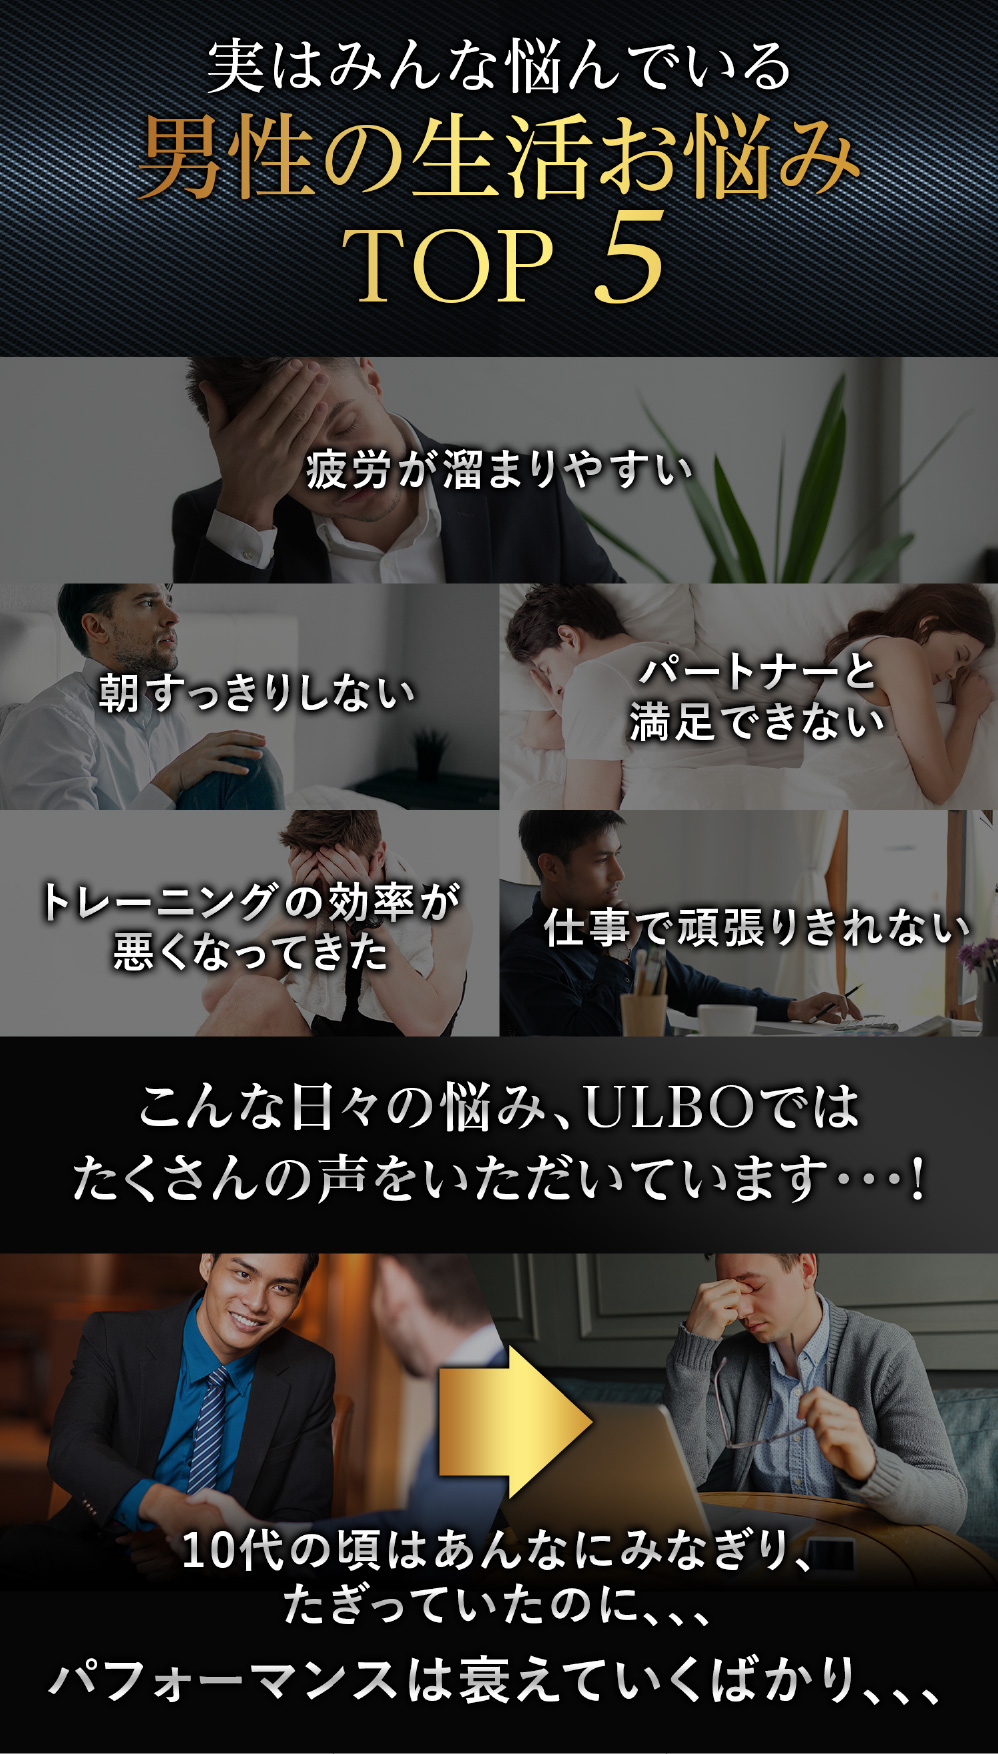 実はみんな悩んでいる
男性の生活お悩み
TOP 5
疲労が溜まりやすい
朝すっきりしない
パートナーと
満足できない
トレーニングの効率が
悪くなってきた
仕事で頑張りきれない
こんな日々の悩み、ULBOでは
たくさんの声をいただいています・・・!
10代の頃はあんなにみなぎり、
たぎっていたのに、、、
パフォーマンスは衰えていくばかり、、、